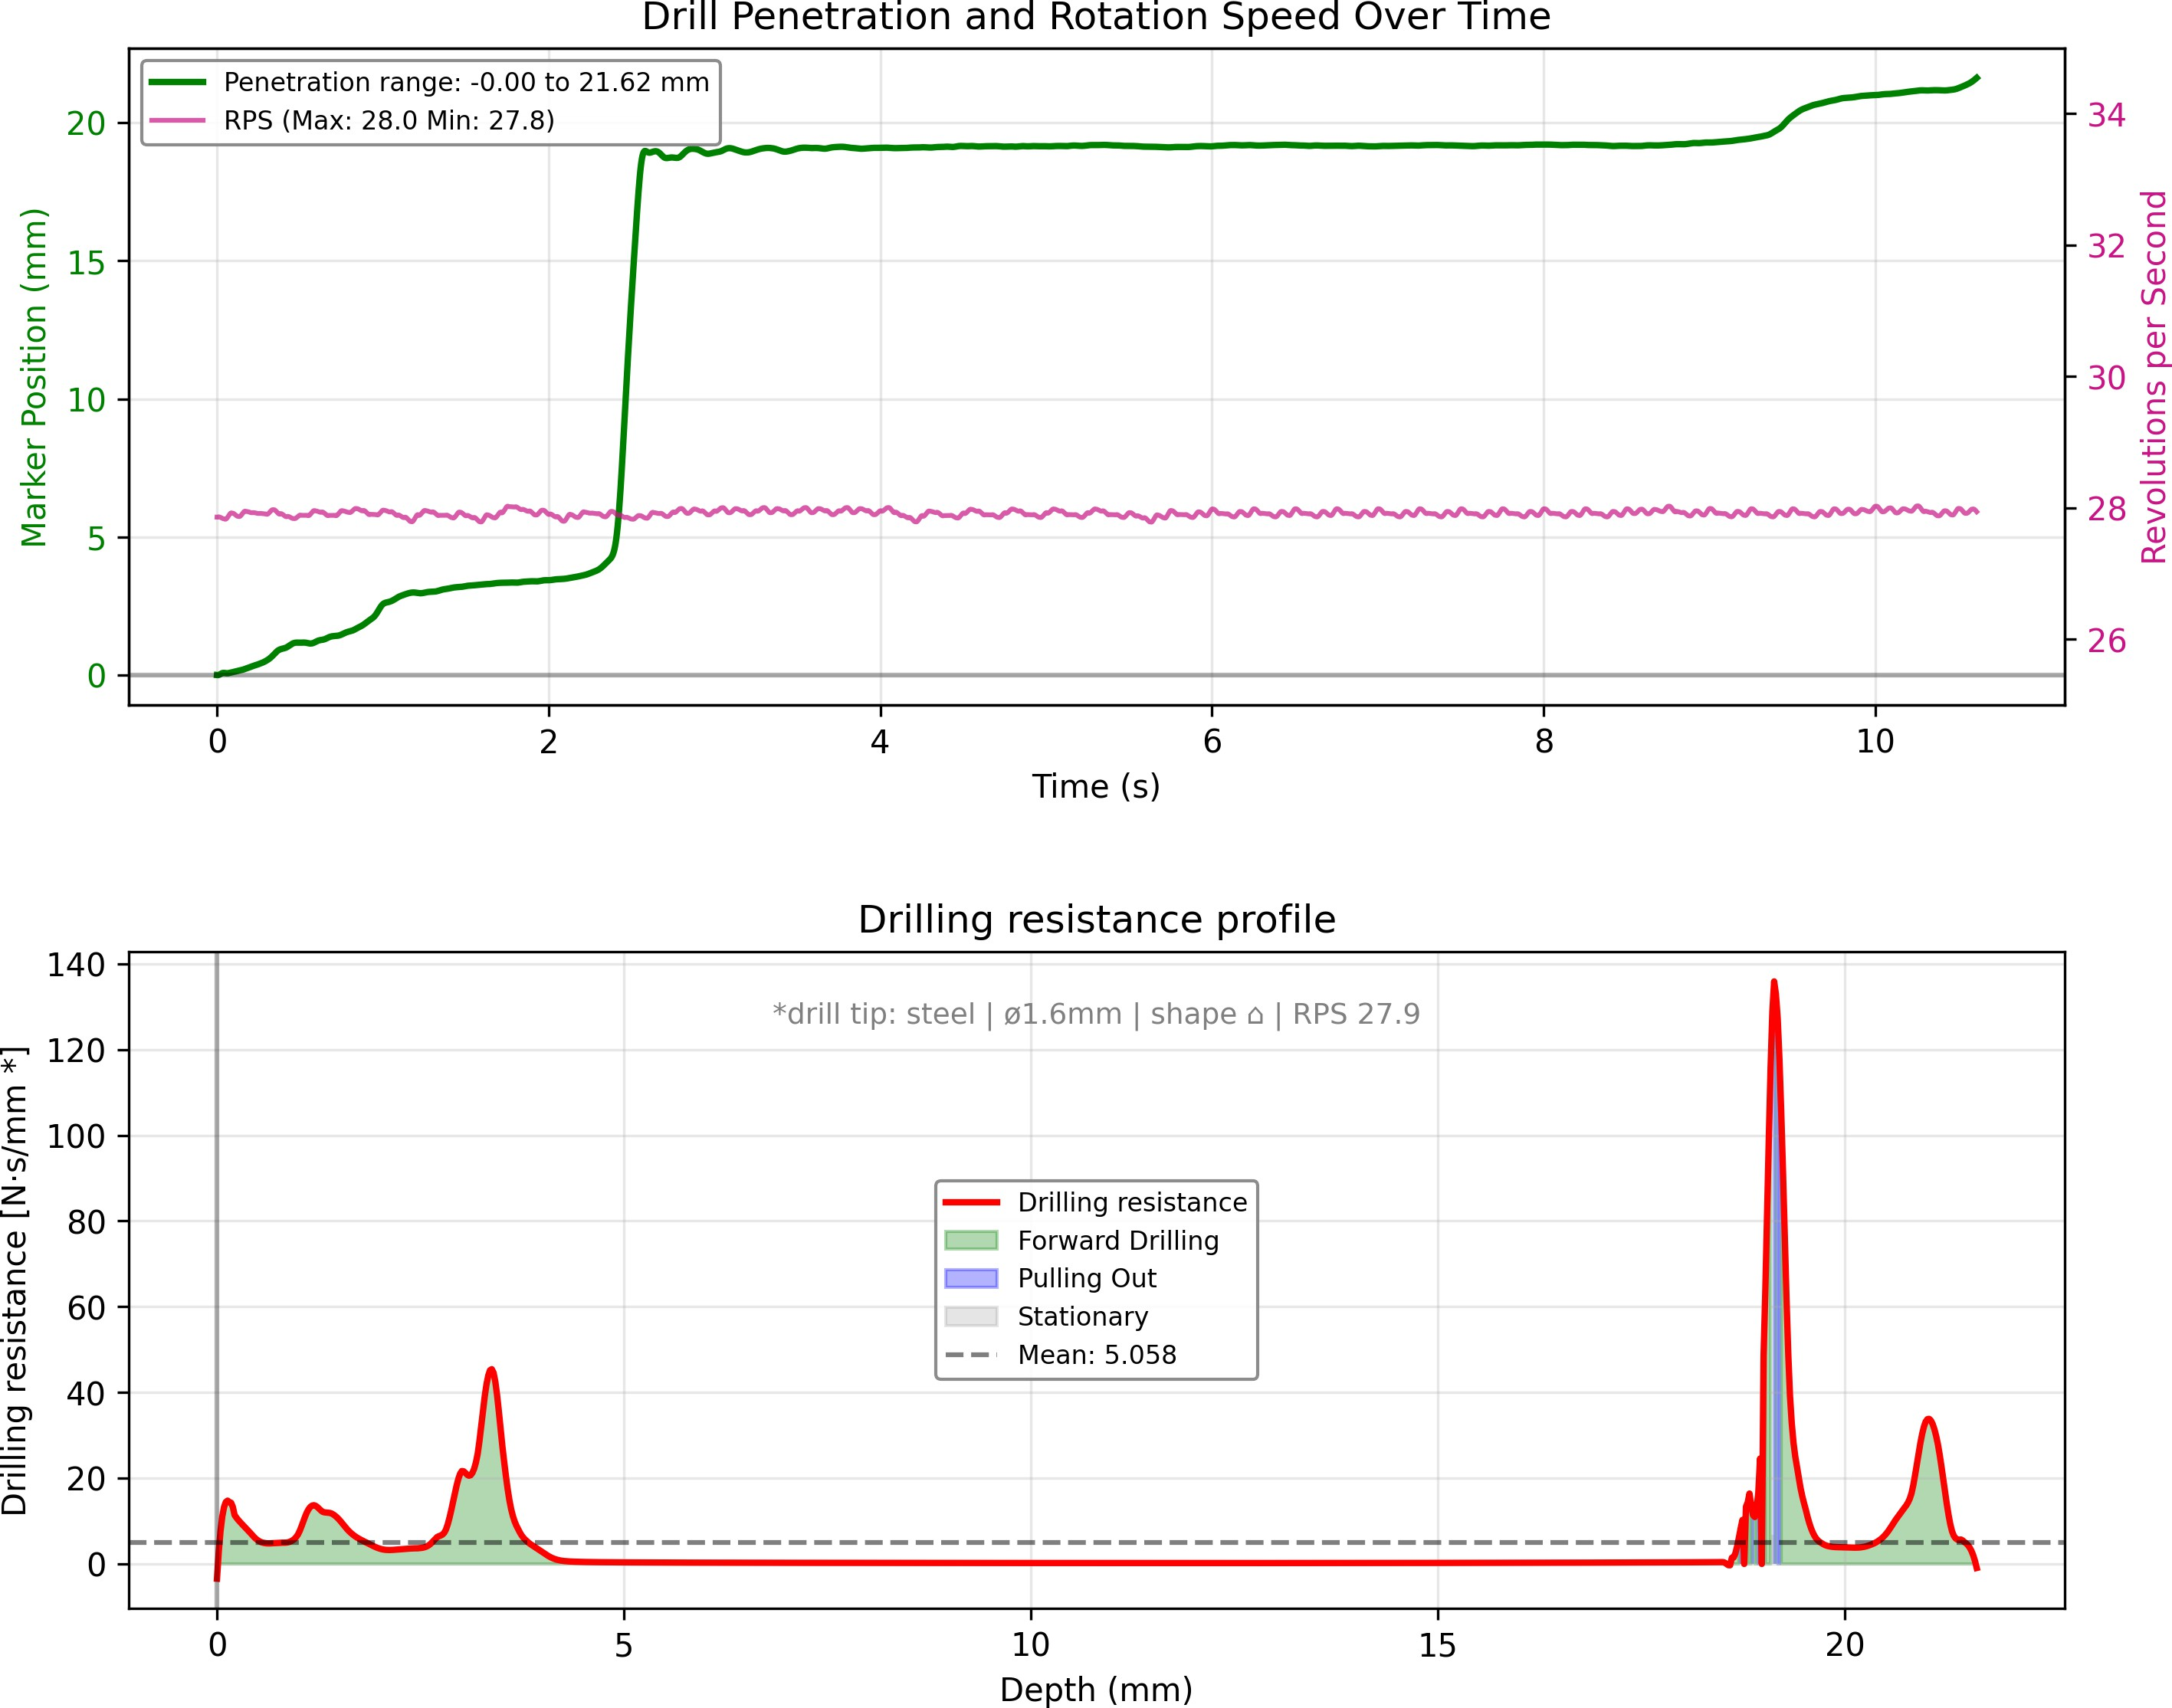 Drill Penetration and Rotation Speed Over Time
Penetration range: -0.00 to 21.62 mm
RPS (Max: 28.0 Min: 27.8)
Marker Position (mm)
20
15
10
5
0
34
32
30
28
26
Revolutions per Second
0 2 4 6 8 10
Time (s)
Drilling resistance profile
*drill tip: steel | ø1.6mm | shape ⌂ | RPS 27.9
Drilling resistance [N·s/mm *]
140
120
100
80
60
40
20
0
Drilling resistance
Forward Drilling
Pulling Out
Stationary
Mean: 5.058
0 5 10 15 20
Depth (mm)